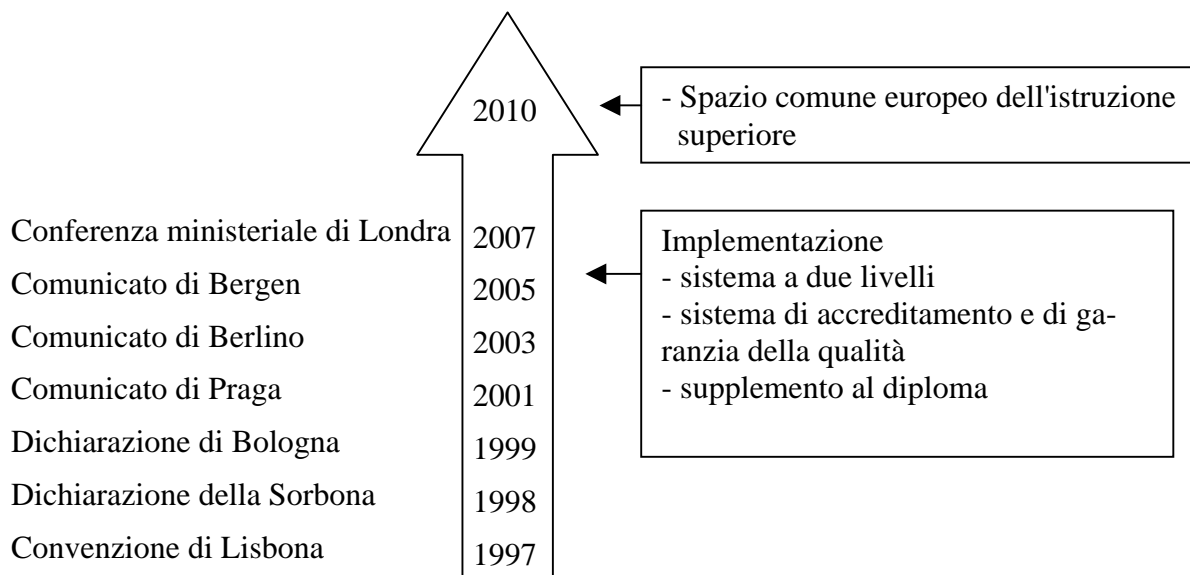 2010
- Spazio comune europeo dell'istruzione
superiore
Conferenza ministeriale di Londra 2007
Comunicato di Bergen 2005
Comunicato di Berlino 2003
Comunicato di Praga 2001
Dichiarazione di Bologna 1999
Dichiarazione della Sorbona 1998
Convenzione di Lisbona 1997
Implementazione
- sistema a due livelli
- sistema di accreditamento e di ga-
ranzia della qualità
- supplemento al diploma